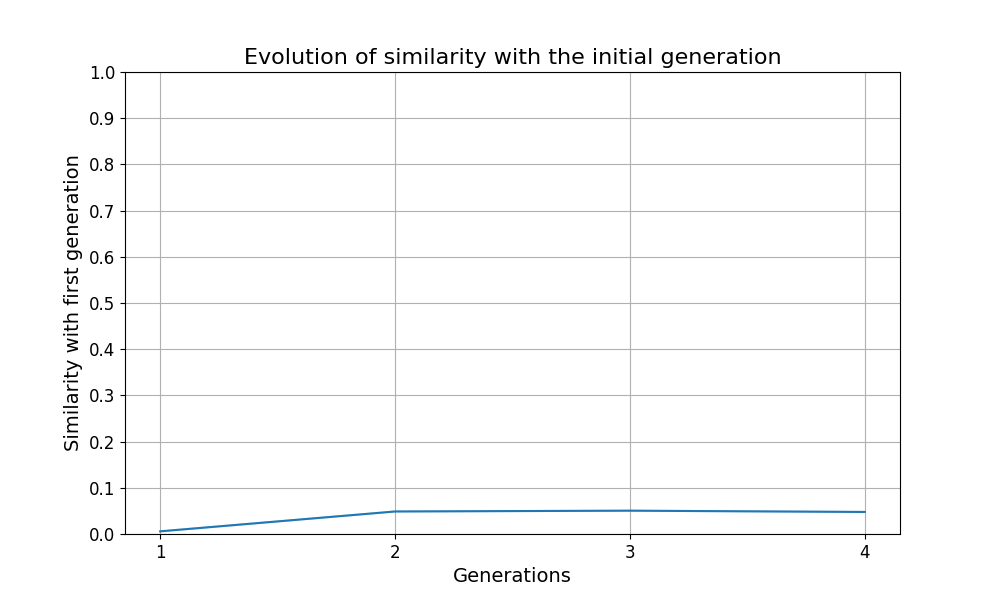 Evolution of similarity with the initial generation
1.0
0.9
0.8
0.7
0.6
0.5
0.4
0.3
0.2
0.1
0.0
Similarity with first generation
1 2 3 4
Generations